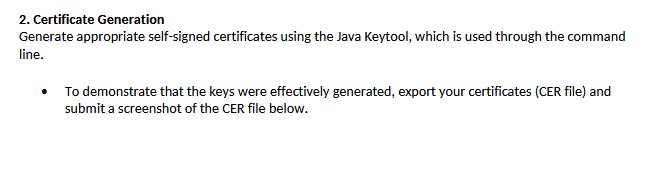 2. Certificate Generation
Generate appropriate self-signed certificates using the Java Keytool, which is used through the command
line.
• To demonstrate that the keys were effectively generated, export your certificates (CER file) and
submit a screenshot of the CER file below.